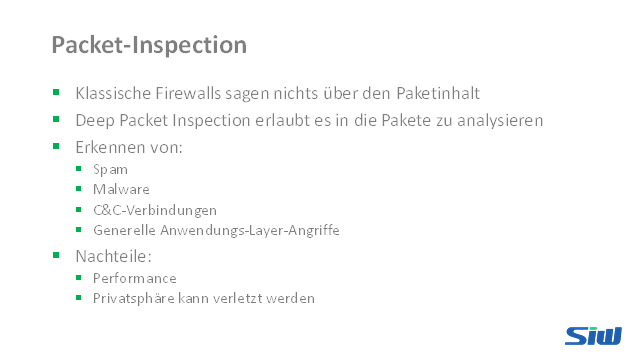 Packet-Inspection
Klassische Firewalls sagen nichts über den Paketinhalt
Deep Packet Inspection erlaubt es in die Pakete zu analysieren
Erkennen von:
Spam
Malware
C&C-Verbindungen
Generelle Anwendungs-Layer-Angriffe
Nachteile:
Performance
Privatsphäre kann verletzt werden
SiW